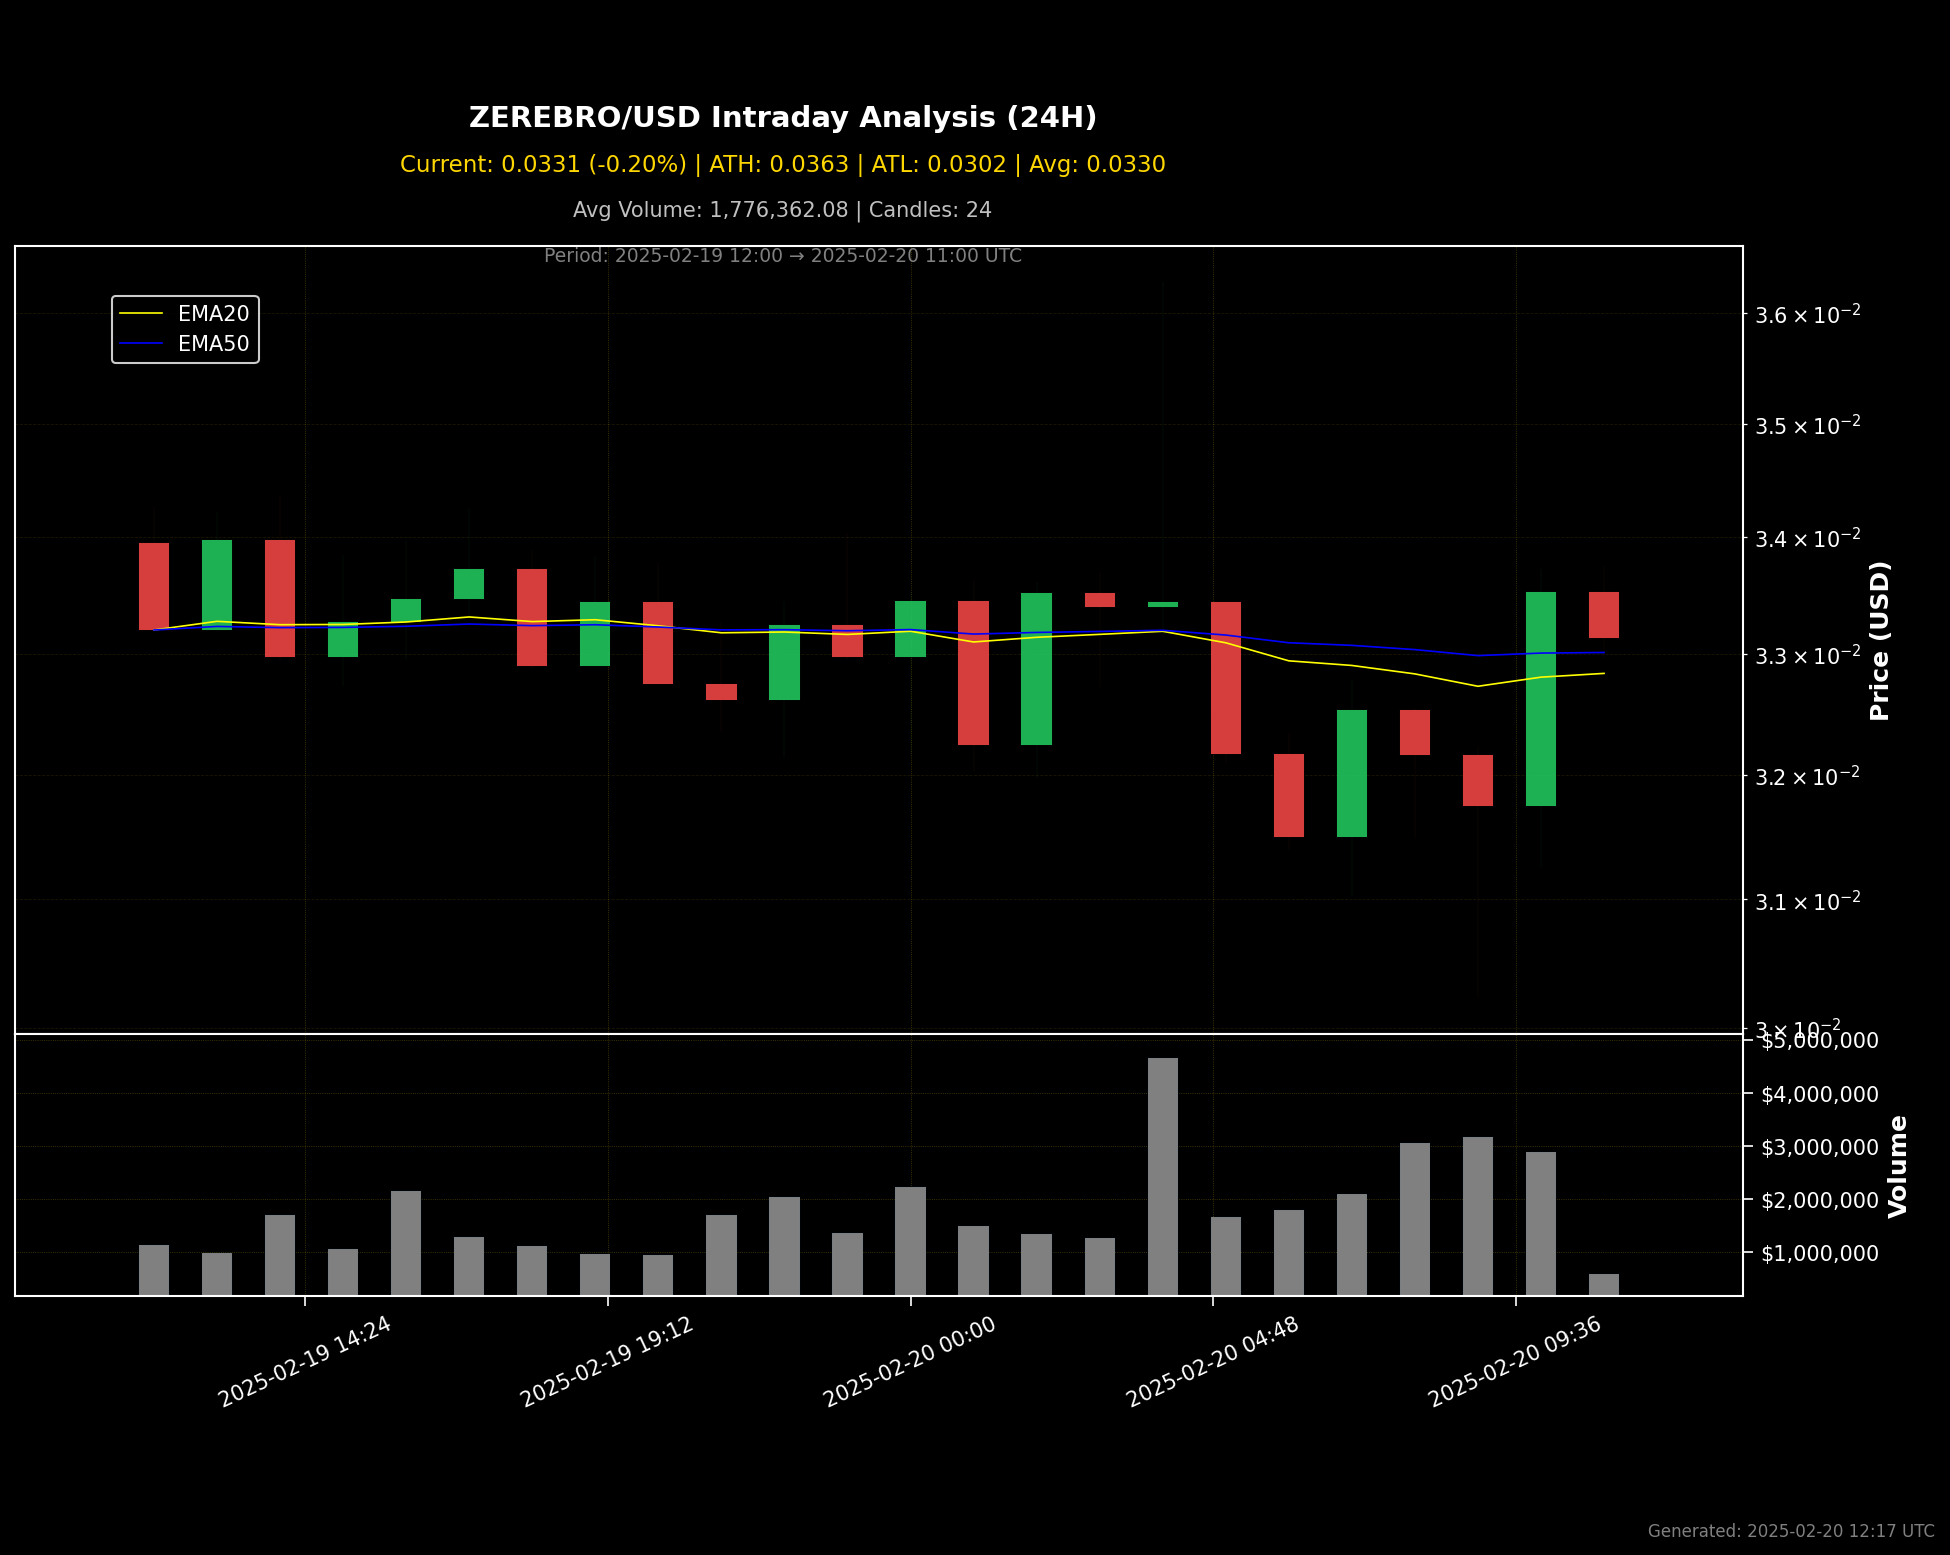 ZEREBRO/USD Intraday Analysis (24H)
Current: 0.0331 (-0.20%) | ATH: 0.0363 | ATL: 0.0302 | Avg: 0.0330
Avg Volume: 1,776,362.08 | Candles: 24
Period: 2025-02-19 12:00 → 2025-02-20 11:00 UTC
EMA20
EMA50
3.6 × 10⁻²
3.5 × 10⁻²
3.4 × 10⁻²
3.3 × 10⁻²
3.2 × 10⁻²
3.1 × 10⁻²
3 × 10⁻²
Price (USD)
$5,000,000
$4,000,000
$3,000,000
$2,000,000
$1,000,000
Volume
2025-02-19 14:24
2025-02-19 19:12
2025-02-20 00:00
2025-02-20 04:48
2025-02-20 09:36
Generated: 2025-02-20 12:17 UTC